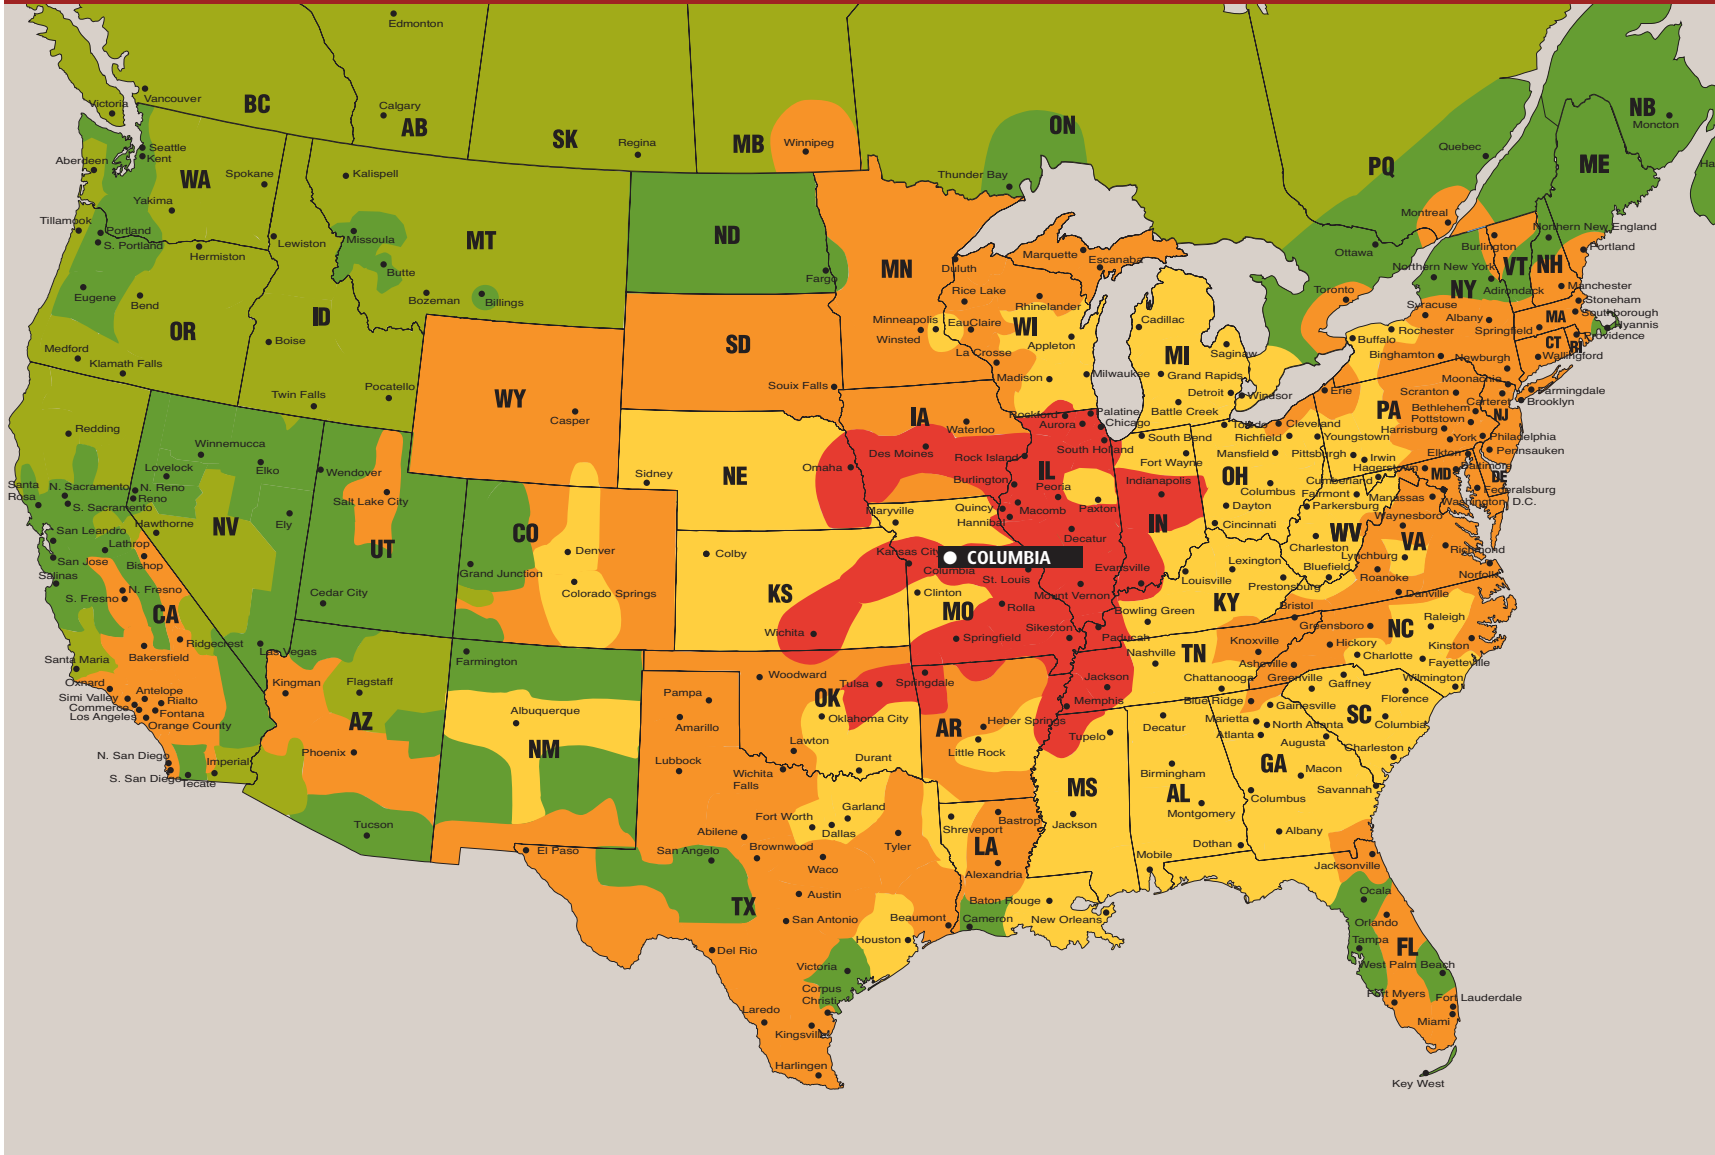 Edmonton
Victoria
Vancouver
BC
Calgary
AB
SK
Regina
MB
Winnipeg
ON
Thunder Bay
PQ
Quebec
NB
Moncton
ME
Ha
Seattle
Kent
Aberdeen
WA
Spokane
Yakima
Kalispell
Tillamook
Portland
S. Portland
Hermiston
Lewiston
Missoula
MT
Butte
Bozeman
Billings
ND
Fargo
MN
Duluth
Marquette
Escanaba
Montreal
Ottawa
Burlington
Northern New England
Portland
Northern New York
VT
NH
NY
Adirondack
Manchester
Eugene
Bend
OR
ID
Boise
Medford
Klamath Falls
Twin Falls
Pocatello
WY
Casper
SD
Souix Falls
Rice Lake
Rhinelander
Minneapolis
EauClaire
WI
Winsted
Appleton
La Crosse
Madison
Milwaukee
Cadillac
MI
Saginaw
Grand Rapids
Detroit
Windsor
Battle Creek
Toronto
Syracuse
Albany
Rochester
Buffalo
Springfield
MA
Stoneham
Southborough
Hyannis
Providence
CT
RI
Wallingford
Binghamton
Newburgh
Moonachie
Scranton
Farmingdale
Brooklyn
Carteret
Erie
PA
Bethlehem
Pottstown
NJ
Harrisburg
York
Philadelphia
Pennsauken
Elkton
Redding
Winnemucca
Lovelock
Elko
Wendover
Salt Lake City
Santa
Rosa
N. Sacramento
N. Reno
Reno
S. Sacramento
Hawthorne
NV
Ely
San Leandro
Lathrop
San Jose
Bishop
Salinas
UT
N. Fresno
S. Fresno
CA
Cedar City
Ridgecrest
Las Vegas
Bakersfield
Santa Maria
Oxnard
Simi Valley
Antelope
Rialto
Commerce
Fontana
Los Angeles
Orange County
N. San Diego
S. San Diego
Tecate
Imperial
Kingman
Flagstaff
AZ
Phoenix
Tucson
CO
Denver
Grand Junction
Colorado Springs
Farmington
Albuquerque
NM
NE
Sidney
Omaha
IA
Waterloo
Des Moines
Rockford
Aurora
Palatine
Chicago
South Holland
Rock Island
IL
Burlington
Peoria
Quincy
Macomb
Paxton
Hannibal
Decatur
Maryville
Colby
KS
Wichita
Kansas City
COLUMBIA
Columbia
St. Louis
Clinton
MO
Rolla
Springfield
Mount Vernon
Sikeston
Paducah
South Bend
Fort Wayne
Indianapolis
IN
Evansville
Toledo
Cleveland
Richfield
Mansfield
Youngstown
Pittsburgh
Irwin
OH
Columbus
Dayton
Cincinnati
Hagerstown
Cumberland
MD
Baltimore
DE
Federalsburg
Fairmont
Manassas
Washington, D.C.
Parkersburg
Waynesboro
WV
VA
Charleston
Lynchburg
Richmond
Bluefield
Roanoke
Norfolk
Danville
Lexington
Louisville
Prestonsburg
KY
Bowling Green
Bristol
Greensboro
Raleigh
NC
Hickory
Kinston
Charlotte
Fayetteville
Asheville
Wilmington
Nashville
TN
Knoxville
Chattanooga
Jackson
Memphis
Greenville
Gaffney
Florence
SC
Columbia
Charleston
Blue Ridge
Gainesville
Marietta
North Atlanta
Atlanta
Augusta
GA
Macon
Savannah
Columbus
Albany
Woodward
OK
Tulsa
Oklahoma City
Lawton
Durant
Springdale
AR
Heber Springs
Little Rock
Pampa
Amarillo
Lubbock
Wichita
Falls
Fort Worth
Garland
Dallas
Abilene
Brownwood
Tyler
San Angelo
Waco
El Paso
TX
Austin
San Antonio
Beaumont
Houston
Del Rio
Victoria
Corpus
Christi
Laredo
Kingsville
Harlingen
Shreveport
Bastrop
LA
Alexandria
Baton Rouge
Cameron
New Orleans
Tupelo
MS
Jackson
Decatur
Birmingham
AL
Montgomery
Dothan
Mobile
Jacksonville
Ocala
Orlando
Tampa
FL
West Palm Beach
Fort Myers
Fort Lauderdale
Miami
Key West